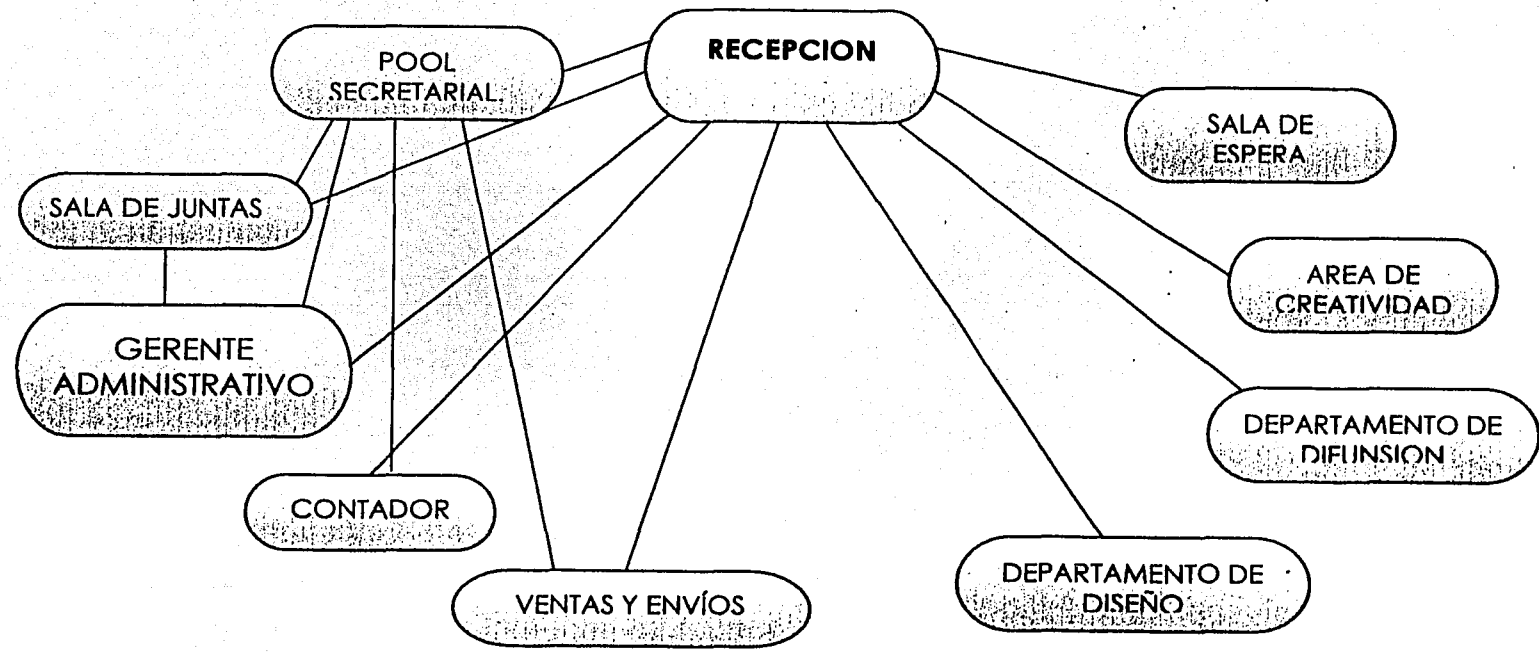 RECEPCION
POOL
SECRETARIAL
SALA DE
ESPERA
SALA DE JUNTAS
AREA DE
CREATIVIDAD
GERENTE
ADMINISTRATIVO
DEPARTAMENTO DE
DIFUNSION
CONTADOR
DEPARTAMENTO DE
DISEÑO
VENTAS Y ENVÍOS